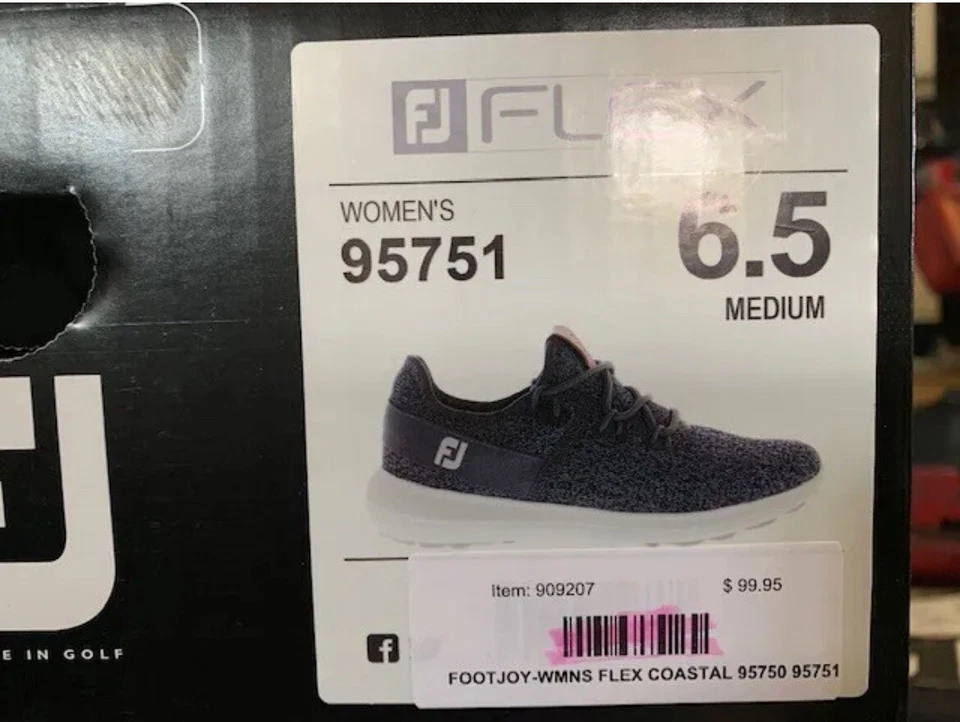 FJ FLEX
WOMEN'S
95751
6.5
MEDIUM
FJ
FJ
E IN GOLF
Item: 909207 $ 99.95
FOOTJOY-WMNS FLEX COASTAL 95750 95751
f